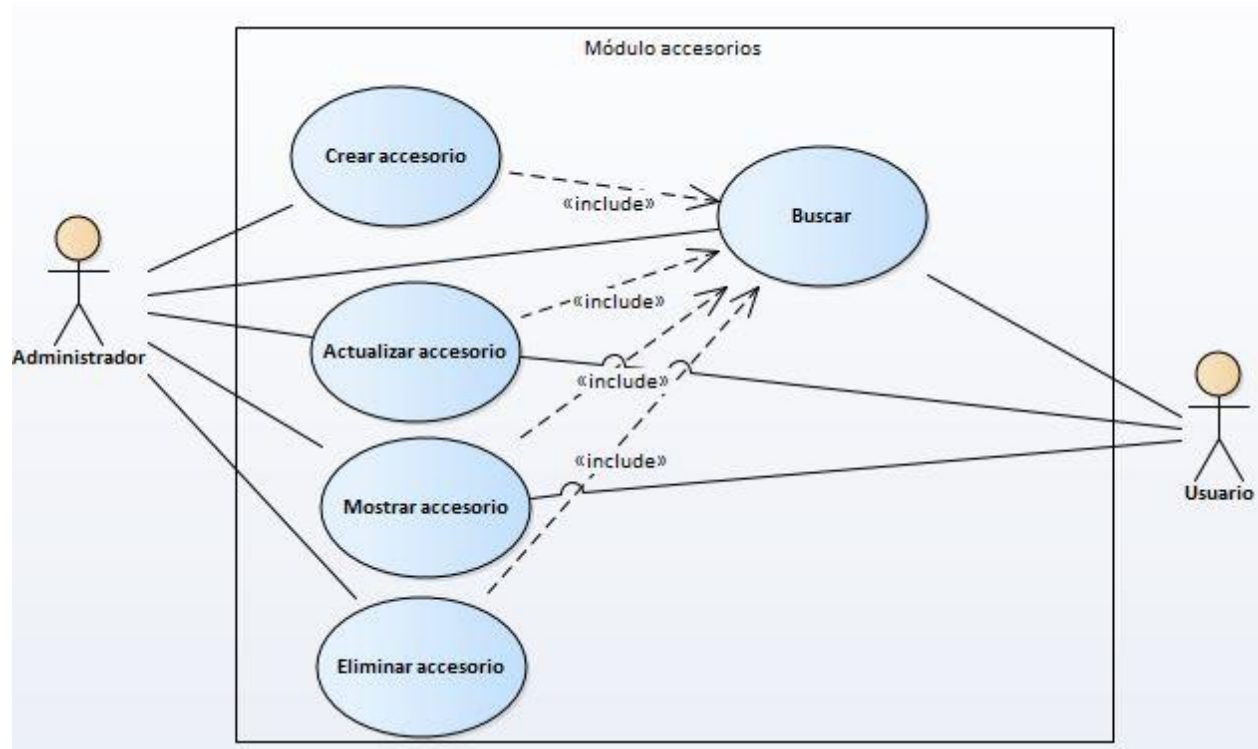 Módulo accesorios
Crear accesorio
«include»
Buscar
Administrador
Actualizar accesorio
«include»
«include»
Mostrar accesorio
«include»
Usuario
Eliminar accesorio